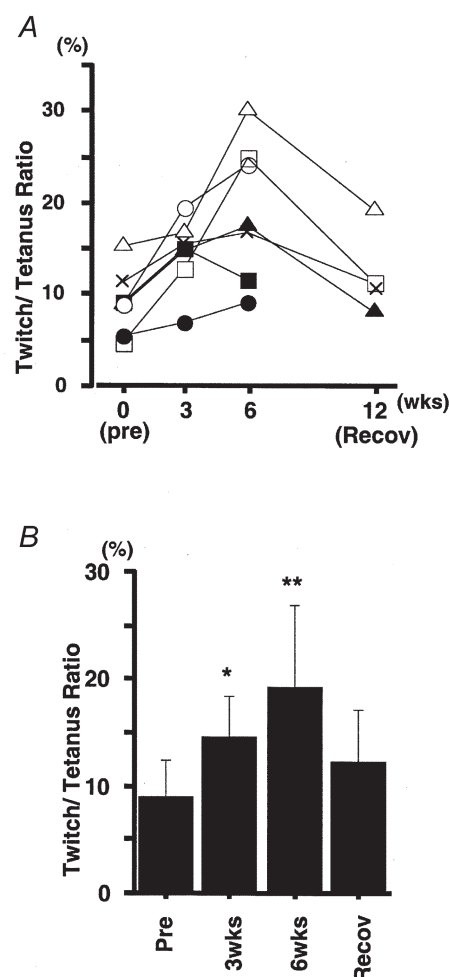 A
(%)
Twitch/ Tetanus Ratio
30
20
10
0
0 3 6 12 (wks)
(pre) (Recov)
B
(%)
Twitch/ Tetanus Ratio
30
20
10
0
*
**
Pre
3wks
6wks
Recov